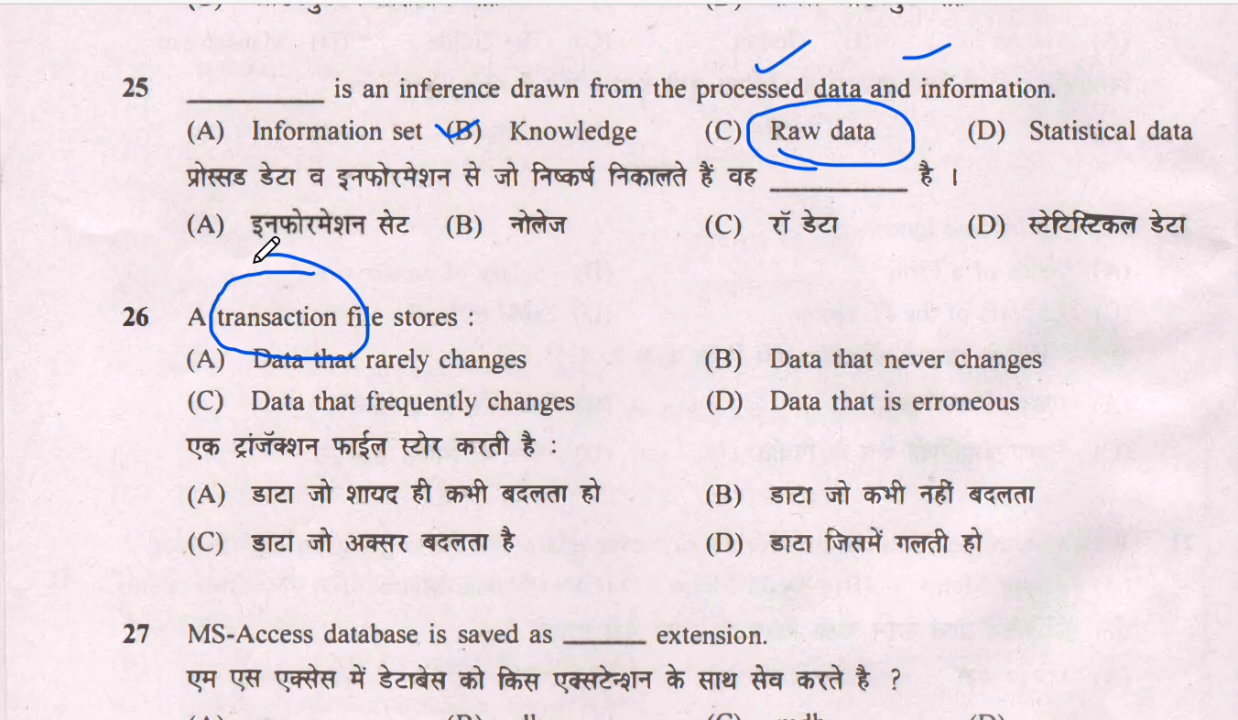 25 ________ is an inference drawn from the processed data and information.
(A) Information set (B) Knowledge (C) Raw data (D) Statistical data
प्रोस्सड डेटा व इनफोरमेशन से जो निष्कर्ष निकालते हैं वह ________ है ।
(A) इनफोरमेशन सेट (B) नोलेज (C) रॉ डेटा (D) स्टेटिस्टिकल डेटा
26 A transaction file stores :
(A) Data that rarely changes (B) Data that never changes
(C) Data that frequently changes (D) Data that is erroneous
एक ट्रांजॅक्शन फाईल स्टोर करती है :
(A) डाटा जो शायद ही कभी बदलता हो (B) डाटा जो कभी नहीं बदलता
(C) डाटा जो अक्सर बदलता है (D) डाटा जिसमें गलती हो
27 MS-Access database is saved as ________ extension.
एम एस एक्सेस में डेटाबेस को किस एक्सटेन्शन के साथ सेव करते है ?